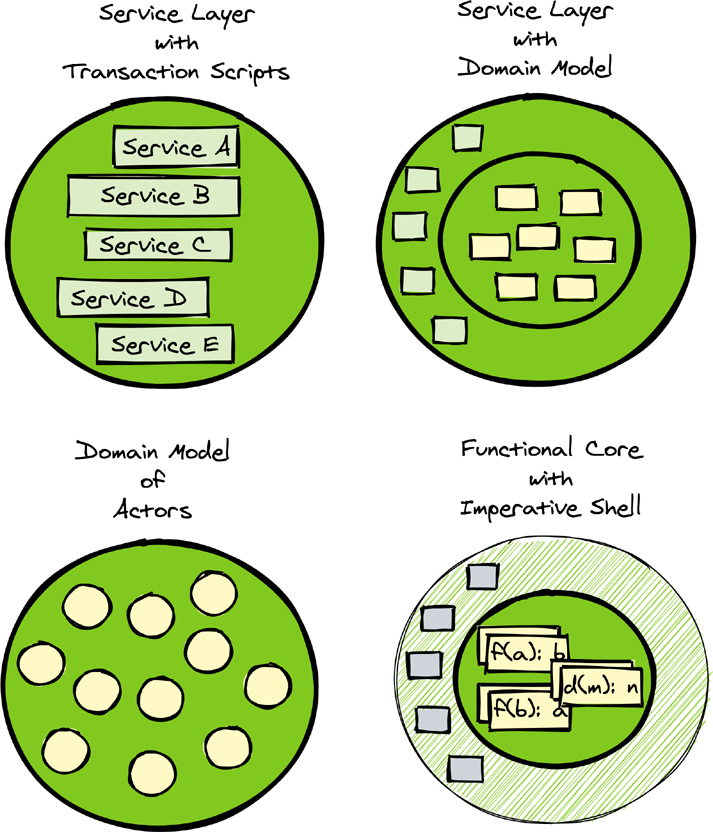 Service Layer
with
Transaction Scripts
Service A
Service B
Service C
Service D
Service E
Service Layer
with
Domain Model
Domain Model
of
Actors
Functional Core
with
Imperative Shell
f(a): b
d(m): n
f(b): a